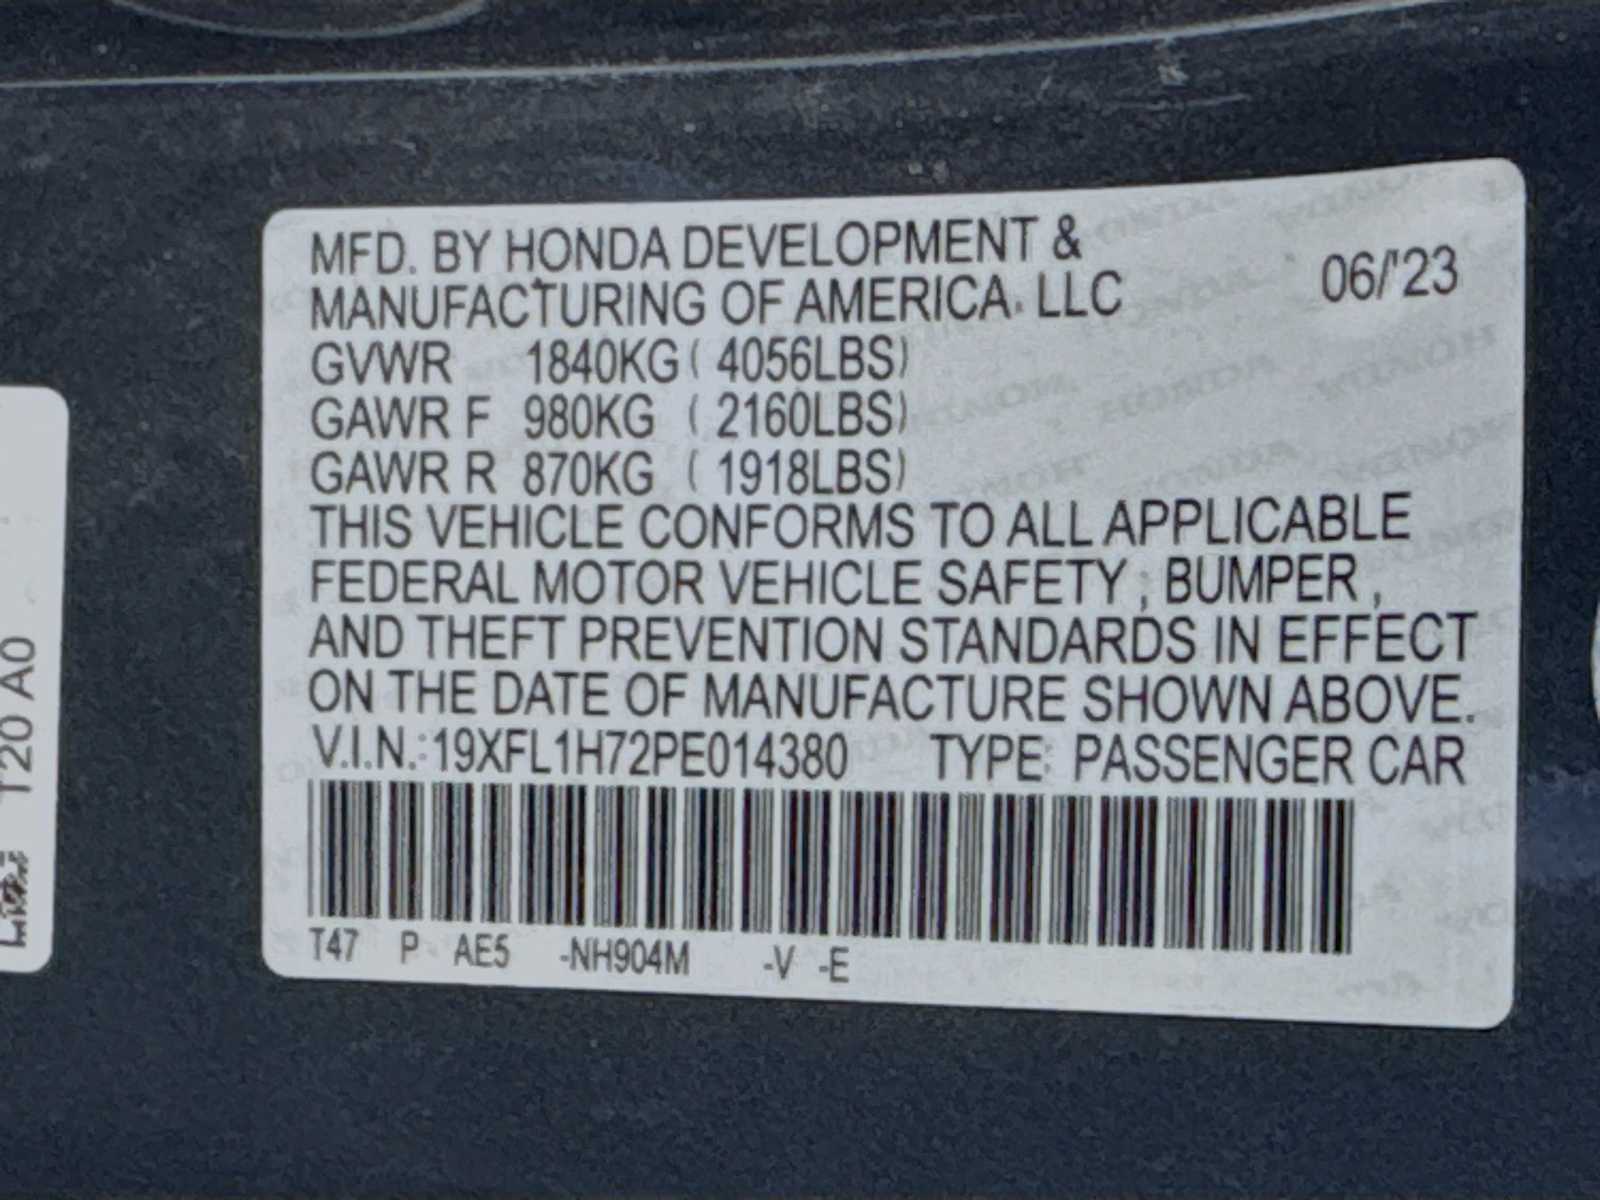 MFD. BY HONDA DEVELOPMENT &
MANUFACTURING OF AMERICA, LLC
06/'23
GVWR 1840KG ( 4056LBS)
GAWR F 980KG ( 2160LBS)
GAWR R 870KG ( 1918LBS)
THIS VEHICLE CONFORMS TO ALL APPLICABLE
FEDERAL MOTOR VEHICLE SAFETY , BUMPER ,
AND THEFT PREVENTION STANDARDS IN EFFECT
ON THE DATE OF MANUFACTURE SHOWN ABOVE.
V.I.N.: 19XFL1H72PE014380 TYPE: PASSENGER CAR
T47 P AE5 -NH904M -V -E
T20 A0